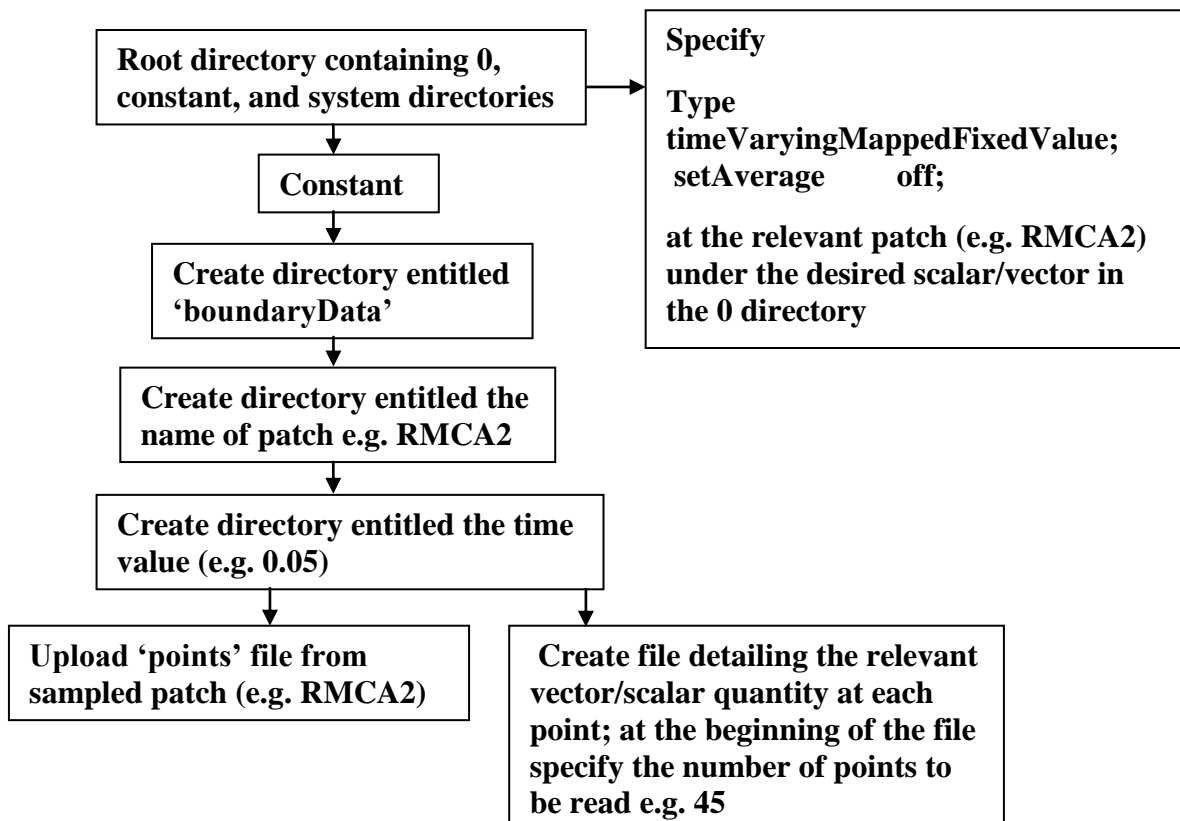 Root directory containing 0,
constant, and system directories
Specify
Type
timeVaryingMappedFixedValue;
setAverage off;
at the relevant patch (e.g. RMCA2)
under the desired scalar/vector in
the 0 directory
Constant
Create directory entitled
‘boundaryData’
Create directory entitled the
name of patch e.g. RMCA2
Create directory entitled the time
value (e.g. 0.05)
Upload ‘points’ file from
sampled patch (e.g. RMCA2)
Create file detailing the relevant
vector/scalar quantity at each
point; at the beginning of the file
specify the number of points to
be read e.g. 45